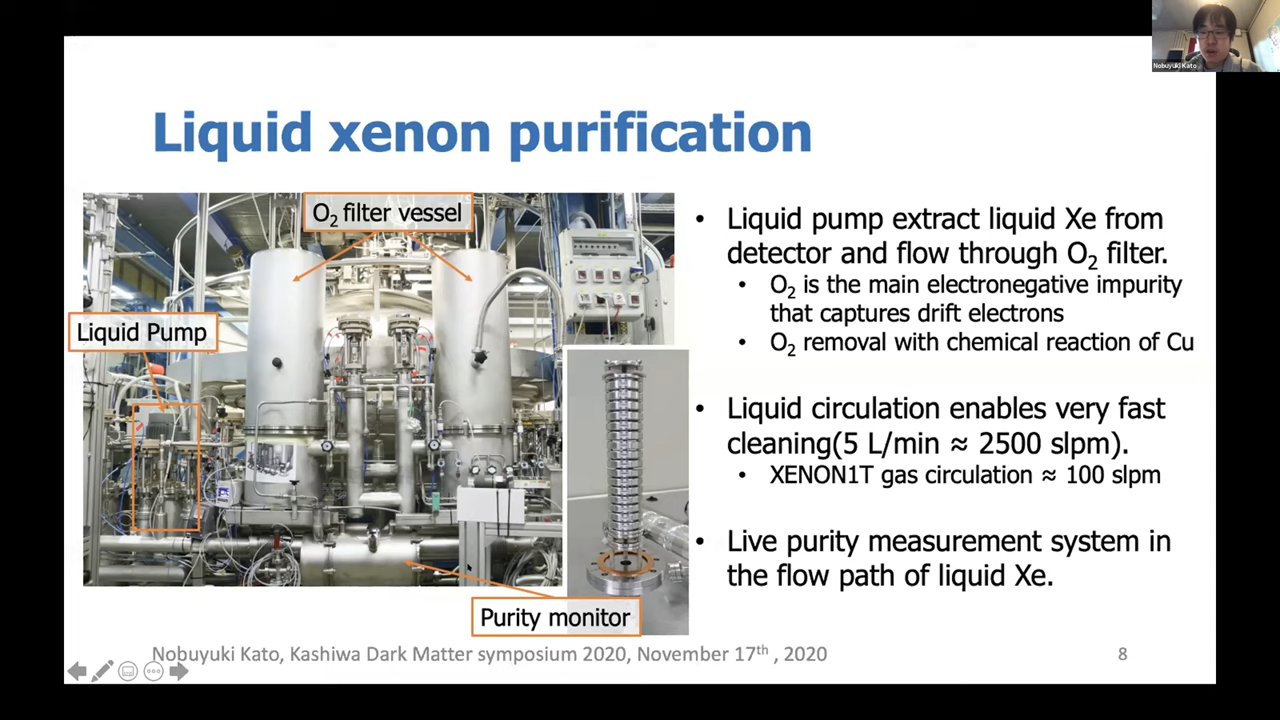 Nobuyuki Kato
Liquid xenon purification
O₂ filter vessel
Liquid Pump
Purity monitor
• Liquid pump extract liquid Xe from
detector and flow through O₂ filter.
• O₂ is the main electronegative impurity
that captures drift electrons
• O₂ removal with chemical reaction of Cu
• Liquid circulation enables very fast
cleaning(5 L/min ≈ 2500 slpm).
• XENON1T gas circulation ≈ 100 slpm
• Live purity measurement system in
the flow path of liquid Xe.
Nobuyuki Kato, Kashiwa Dark Matter symposium 2020, November 17th , 2020
8